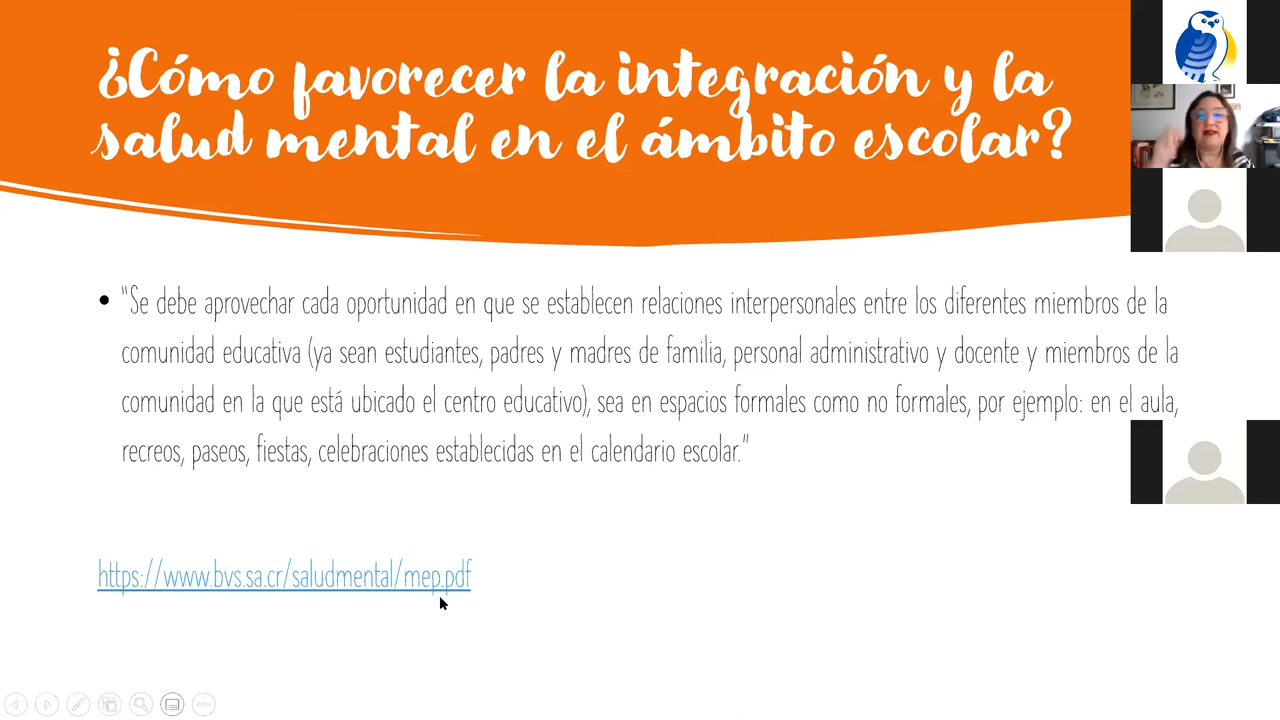 ¿Cómo favorecer la integración y la
salud mental en el ámbito escolar?
• "Se debe aprovechar cada oportunidad en que se establecen relaciones interpersonales entre los diferentes miembros de la
comunidad educativa (ya sean estudiantes, padres y madres de familia, personal administrativo y docente y miembros de la
comunidad en la que está ubicado el centro educativo), sea en espacios formales como no formales, por ejemplo: en el aula,
recreos, paseos, fiestas, celebraciones establecidas en el calendario escolar."
https://www.bvs.sa.cr/saludmental/mep.pdf